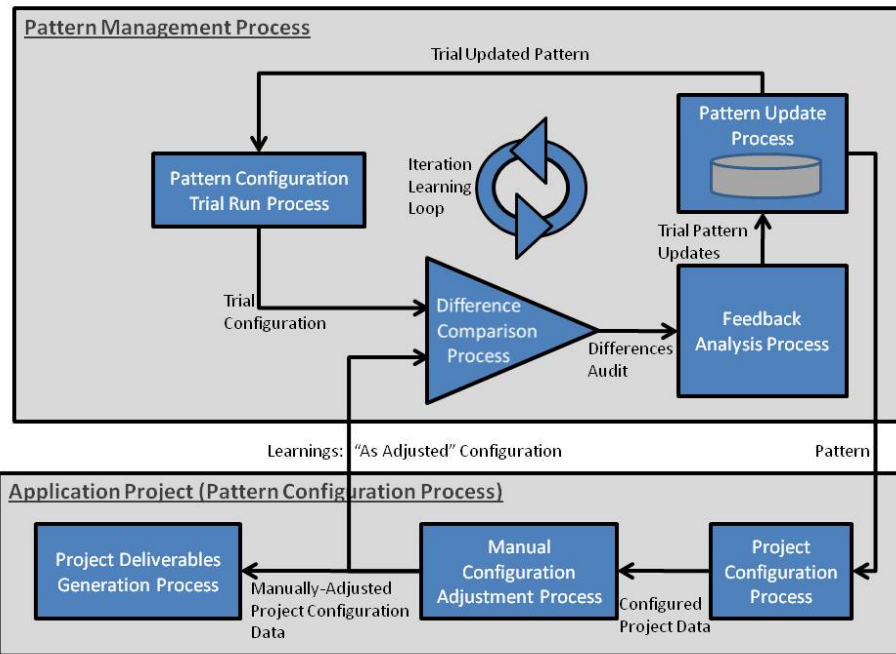 Pattern Management Process
Trial Updated Pattern
Pattern Update
Process
Pattern Configuration
Trial Run Process
Iteration
Learning
Loop
Trial Pattern
Updates
Trial
Configuration
Difference
Comparison
Process
Differences
Audit
Feedback
Analysis Process
Learnings: “As Adjusted” Configuration
Pattern
Application Project (Pattern Configuration Process)
Project Deliverables
Generation Process
Manually-Adjusted
Project Configuration
Data
Manual
Configuration
Adjustment Process
Configured
Project Data
Project
Configuration
Process